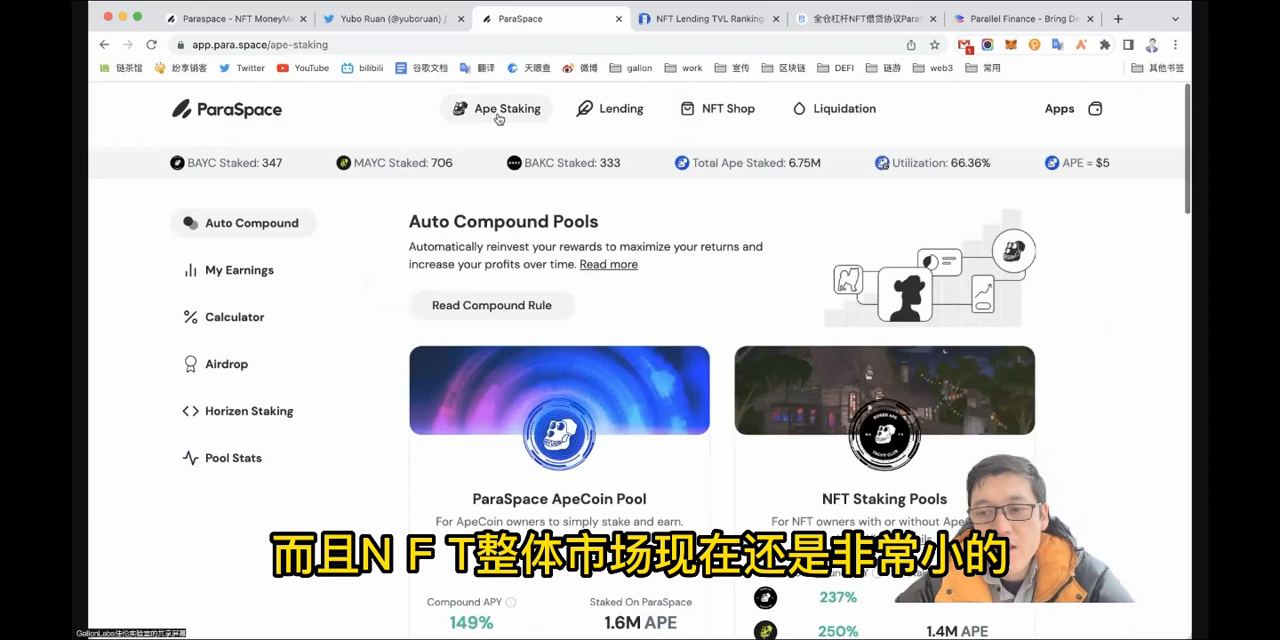 Paraspace - NFT MoneyMa
Yubo Ruan (@yuboruan) /
ParaSpace
NFT Lending TVL Rankings
全仓杠杆NFT借贷协议ParaS
Parallel Finance - Bring De
app.para.space/ape-staking
链茶馆
纷享销客
Twitter
YouTube
bilibili
谷歌文档
翻译
天眼查
微博
gallon
work
宣传
区块链
DEFI
链游
web3
常用
其他书签
ParaSpace
Ape Staking
Lending
NFT Shop
Liquidation
Apps
BAYC Staked: 347
MAYC Staked: 706
BAKC Staked: 333
Total Ape Staked: 6.75M
Utilization: 66.36%
APE = $5
Auto Compound
My Earnings
Calculator
Airdrop
Horizen Staking
Pool Stats
Auto Compound Pools
Automatically reinvest your rewards to maximize your returns and
increase your profits over time. Read more
Read Compound Rule
ParaSpace ApeCoin Pool
For ApeCoin owners to simply stake and earn.
Compound APY
149%
Staked On ParaSpace
1.6M APE
BORED APE
YACHT CLUB
NFT Staking Pools
For NFT owners with or without Ape
237%
250%
1.4M APE
而且N F T整体市场现在还是非常小的